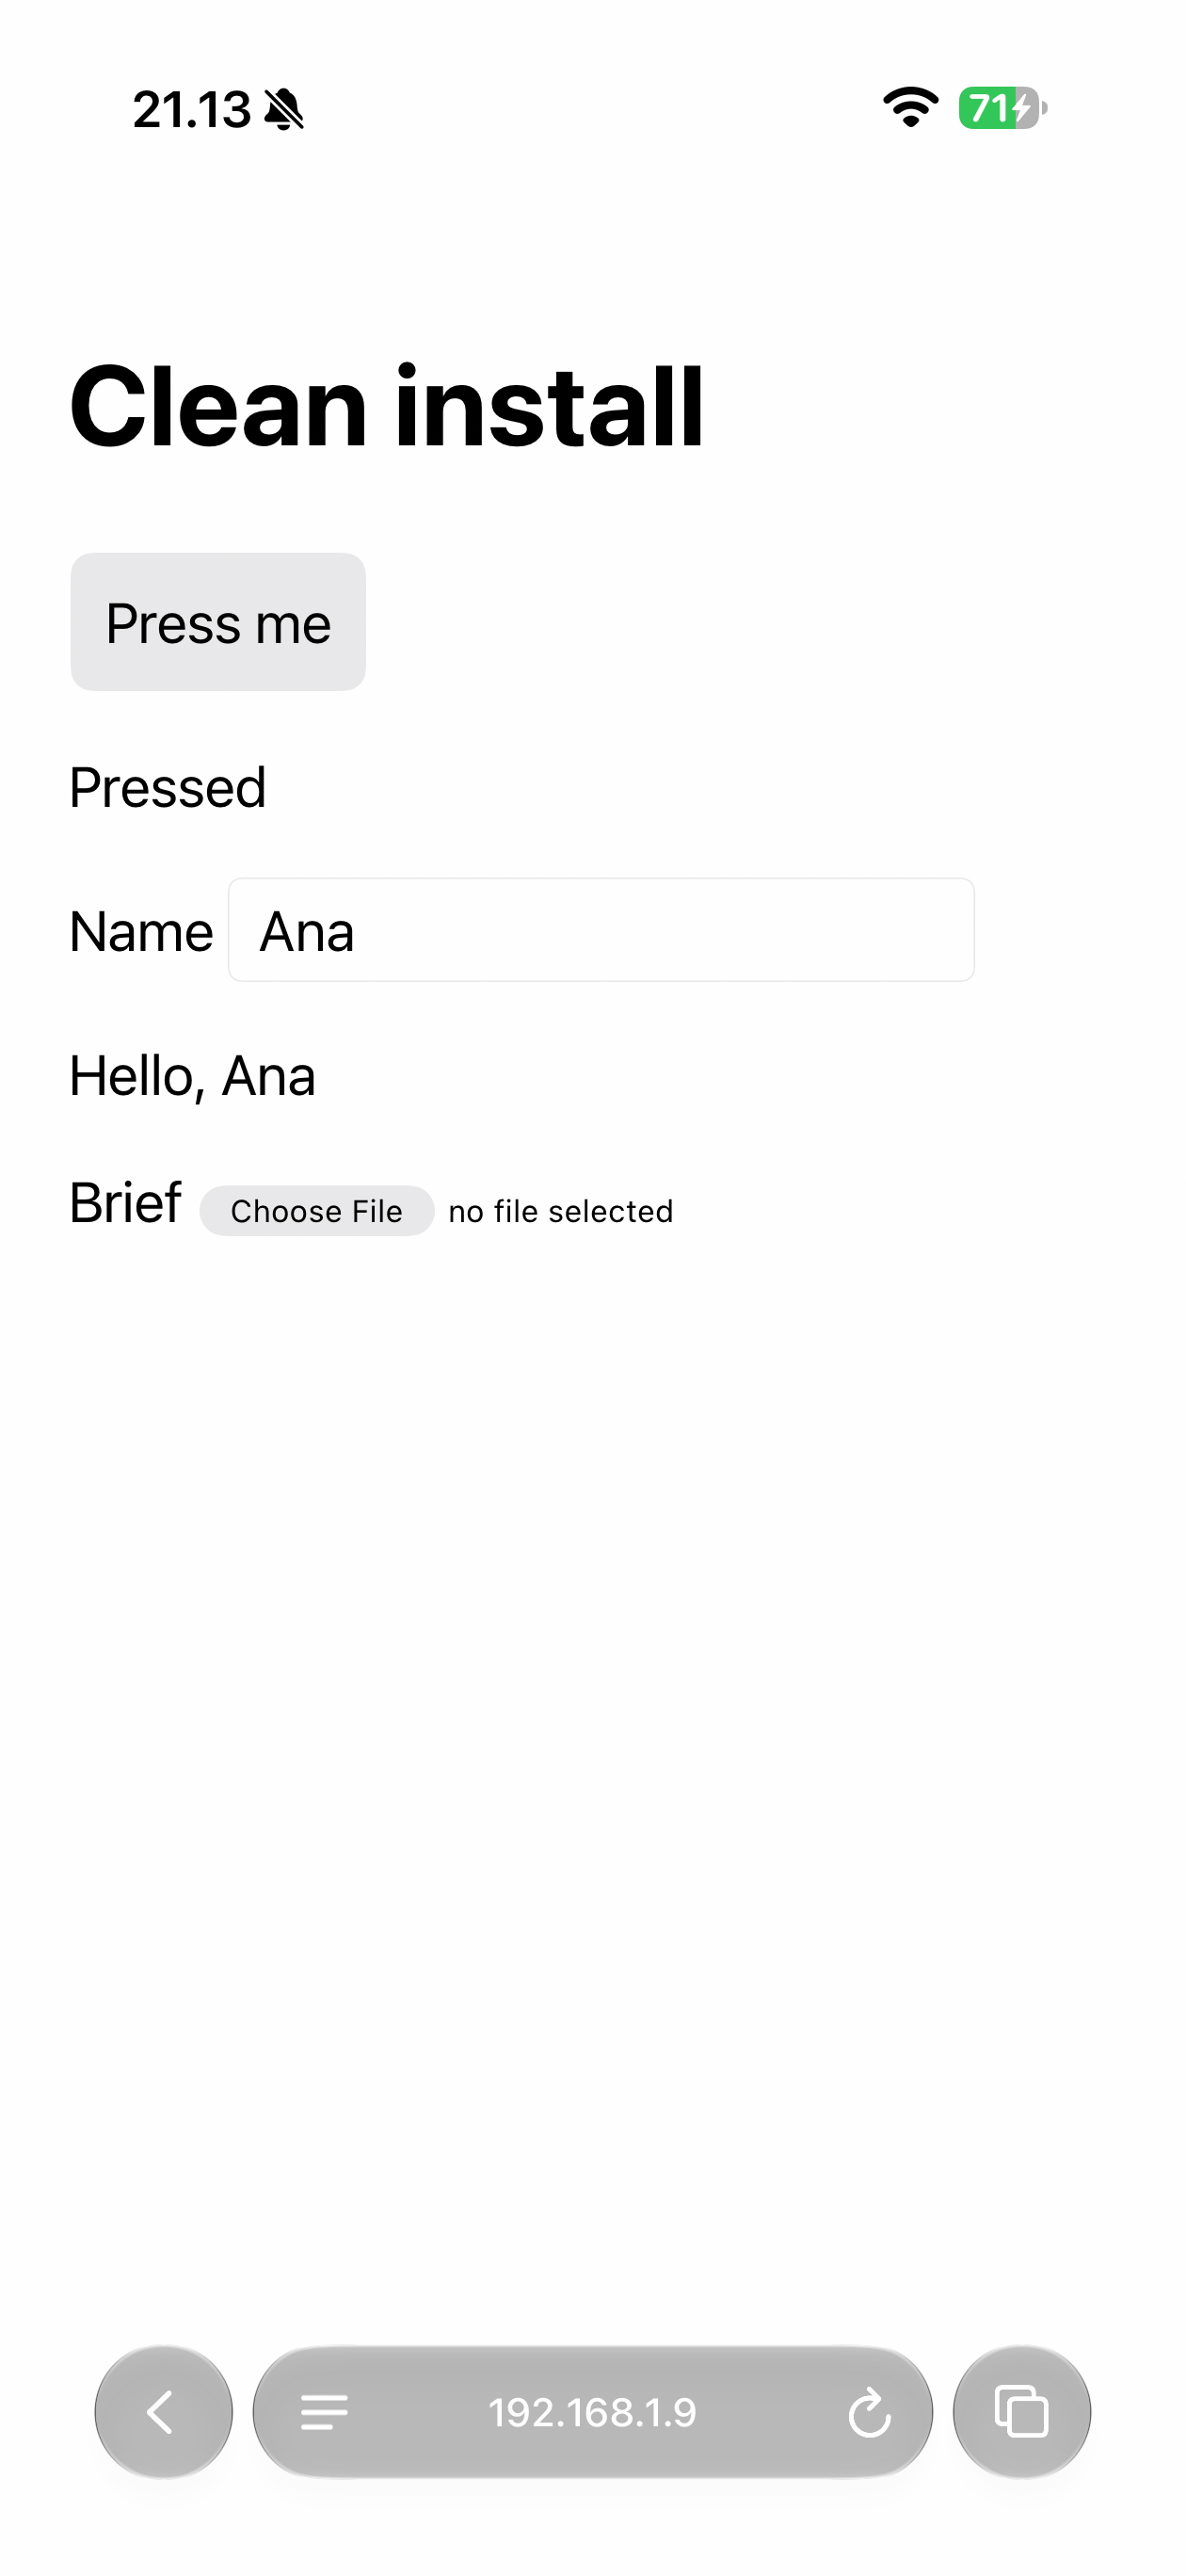 21.13
71
Clean install
Press me
Pressed
Name Ana
Hello, Ana
Brief Choose File no file selected
192.168.1.9